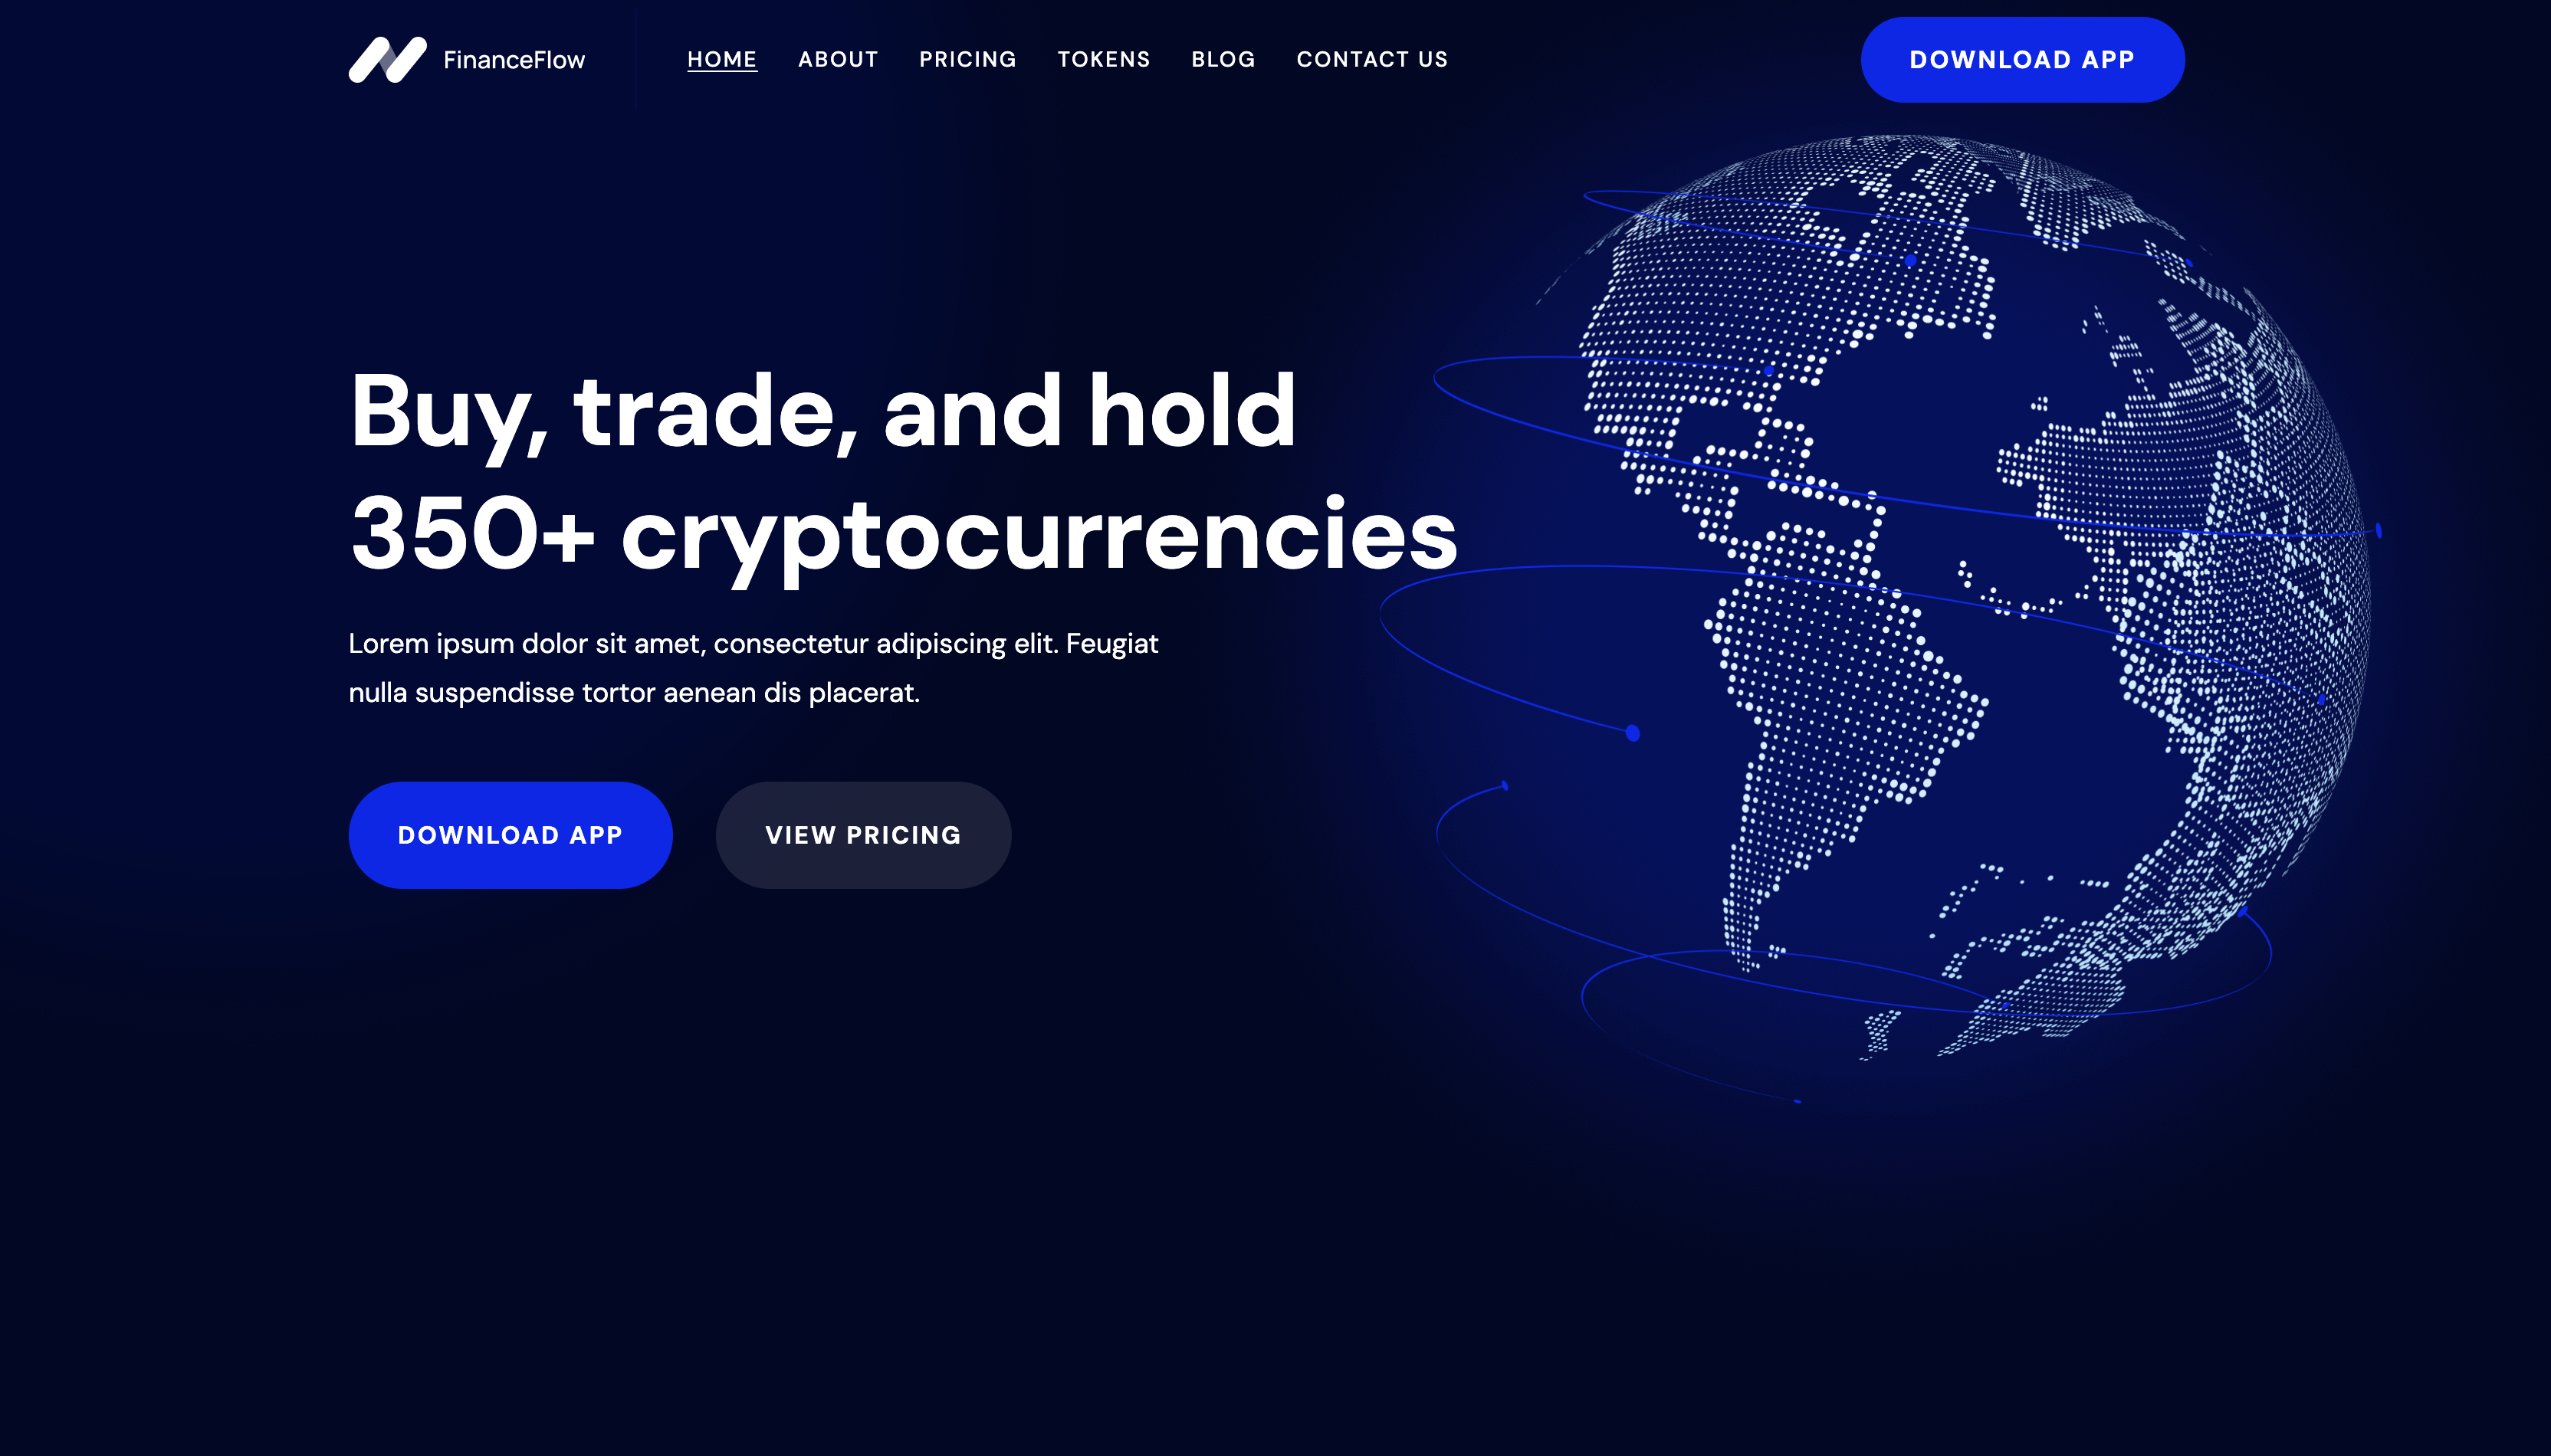 FinanceFlow
HOME ABOUT PRICING TOKENS BLOG CONTACT US
DOWNLOAD APP
Buy, trade, and hold
350+ cryptocurrencies
Lorem ipsum dolor sit amet, consectetur adipiscing elit. Feugiat
nulla suspendisse tortor aenean dis placerat.
DOWNLOAD APP
VIEW PRICING